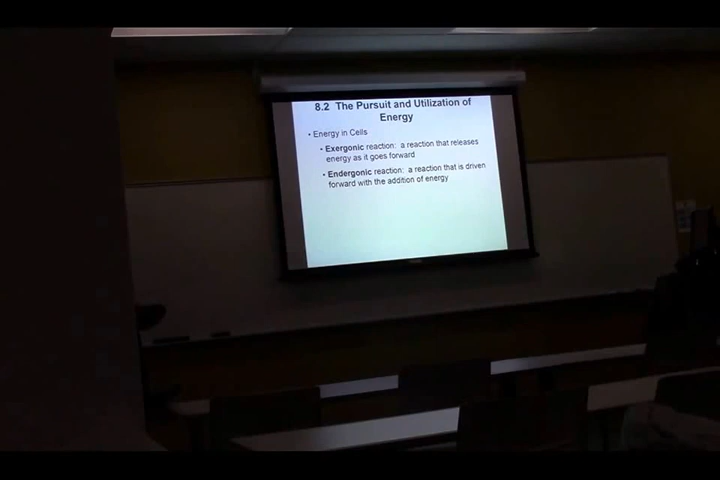 8.2 The Pursuit and Utilization of
Energy
• Energy in Cells
• Exergonic reaction: a reaction that releases
energy as it goes forward
• Endergonic reaction: a reaction that is driven
forward with the addition of energy